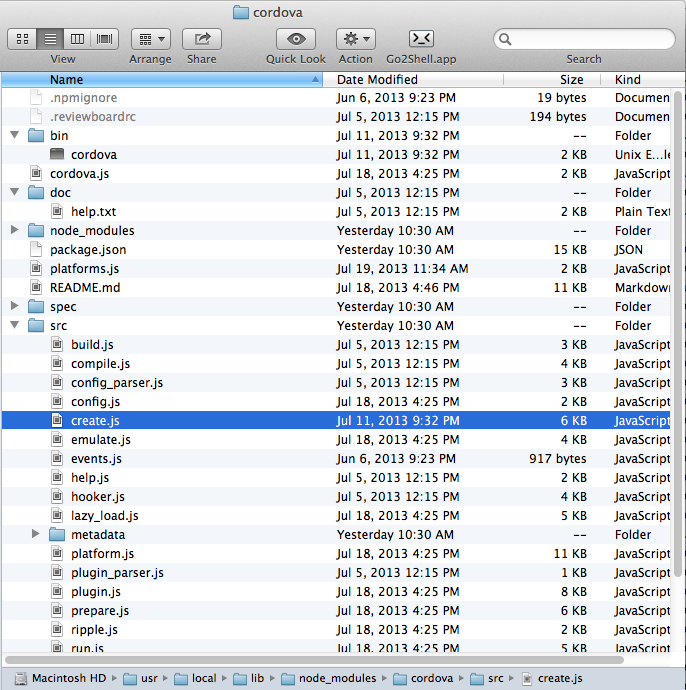 cordova
View Arrange Share Quick Look Action Go2Shell.app Search
Name Date Modified Size Kind
.npmignore Jun 6, 2013 9:23 PM 19 bytes Documen
.reviewboardrc Jul 5, 2013 12:15 PM 194 bytes Documen
bin Jul 11, 2013 9:32 PM -- Folder
cordova Jul 11, 2013 9:32 PM 2 KB Unix E...le
cordova.js Jul 18, 2013 4:25 PM 2 KB JavaScript
doc Jul 5, 2013 12:15 PM -- Folder
help.txt Jul 5, 2013 12:15 PM 2 KB Plain Text
node_modules Yesterday 10:30 AM -- Folder
package.json Yesterday 10:30 AM 15 KB JSON
platforms.js Jul 19, 2013 11:34 AM 2 KB JavaScript
README.md Jul 18, 2013 4:46 PM 11 KB Markdown
spec Yesterday 10:30 AM -- Folder
src Yesterday 10:30 AM -- Folder
build.js Jul 5, 2013 12:15 PM 3 KB JavaScript
compile.js Jul 5, 2013 12:15 PM 4 KB JavaScript
config_parser.js Jul 5, 2013 12:15 PM 3 KB JavaScript
config.js Jul 18, 2013 4:25 PM 2 KB JavaScript
create.js Jul 11, 2013 9:32 PM 6 KB JavaScript
emulate.js Jul 18, 2013 4:25 PM 4 KB JavaScript
events.js Jun 6, 2013 9:23 PM 917 bytes JavaScript
help.js Jul 5, 2013 12:15 PM 2 KB JavaScript
hooker.js Jul 5, 2013 12:15 PM 4 KB JavaScript
lazy_load.js Jul 18, 2013 4:25 PM 5 KB JavaScript
metadata Yesterday 10:30 AM -- Folder
platform.js Jul 18, 2013 4:25 PM 11 KB JavaScript
plugin_parser.js Jul 5, 2013 12:15 PM 1 KB JavaScript
plugin.js Jul 18, 2013 4:25 PM 8 KB JavaScript
prepare.js Jul 18, 2013 4:25 PM 6 KB JavaScript
ripple.js Jul 18, 2013 4:25 PM 2 KB JavaScript
run.js Jul 18, 2013 4:25 PM 5 KB JavaScript
Macintosh HD usr local lib node_modules cordova src create.js